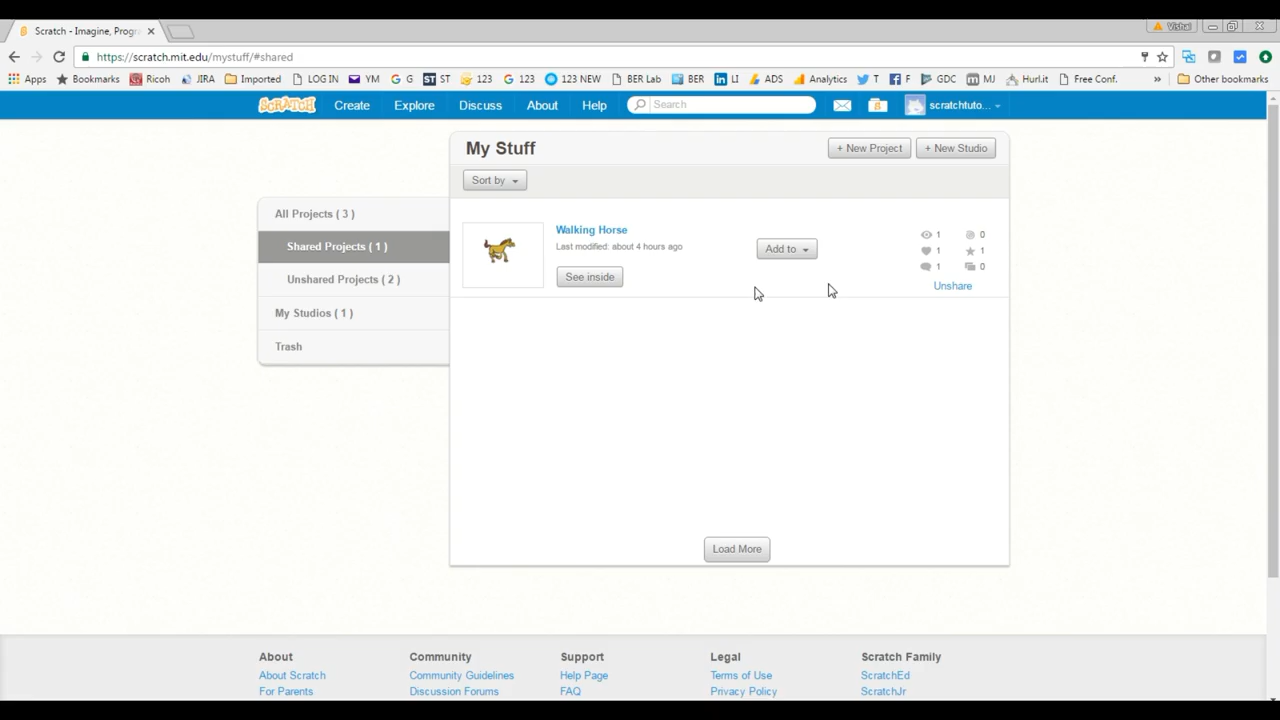 Scratch - Imagine, Progr
Vishal
https://scratch.mit.edu/mystuff/#shared
Apps Bookmarks Ricoh JIRA Imported LOG IN YM G ST ST 123 G 123 123 NEW BER Lab BER in LI ADS Analytics T F GDC m MJ Hurl.it Free Conf. » Other bookmarks
SCRATCH Create Explore Discuss About Help Search scratchtuto...
My Stuff + New Project + New Studio
Sort by
All Projects ( 3 )
Shared Projects ( 1 )
Unshared Projects ( 2 )
My Studios ( 1 )
Trash
Walking Horse
Last modified: about 4 hours ago
See inside
Add to
1 0
1 1
1 0
Unshare
Load More
About Community Support Legal Scratch Family
About Scratch Community Guidelines Help Page Terms of Use ScratchEd
For Parents Discussion Forums FAQ Privacy Policy ScratchJr